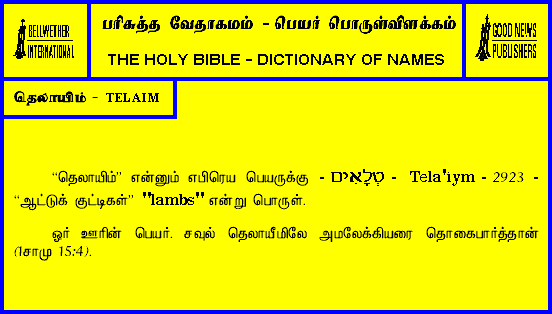 BELLWETHER
INTERNATIONAL
பரிசுத்த வேதாகமம் - பெயர் பொருள்விளக்கம்
THE HOLY BIBLE - DICTIONARY OF NAMES
GOOD NEWS
PUBLISHERS
தெலாயிம் - TELAIM
“தெலாயிம்” என்னும் எபிரெய பெயருக்கு - טְלָאִים - Tela'iym - 2923 -
“ஆட்டுக் குட்டிகள்” "lambs" என்று பொருள்.
ஓர் ஊரின் பெயர். சவுல் தெலாயீமிலே அமலேக்கியரை தொகைபார்த்தான்
(1சாமு 15:4).